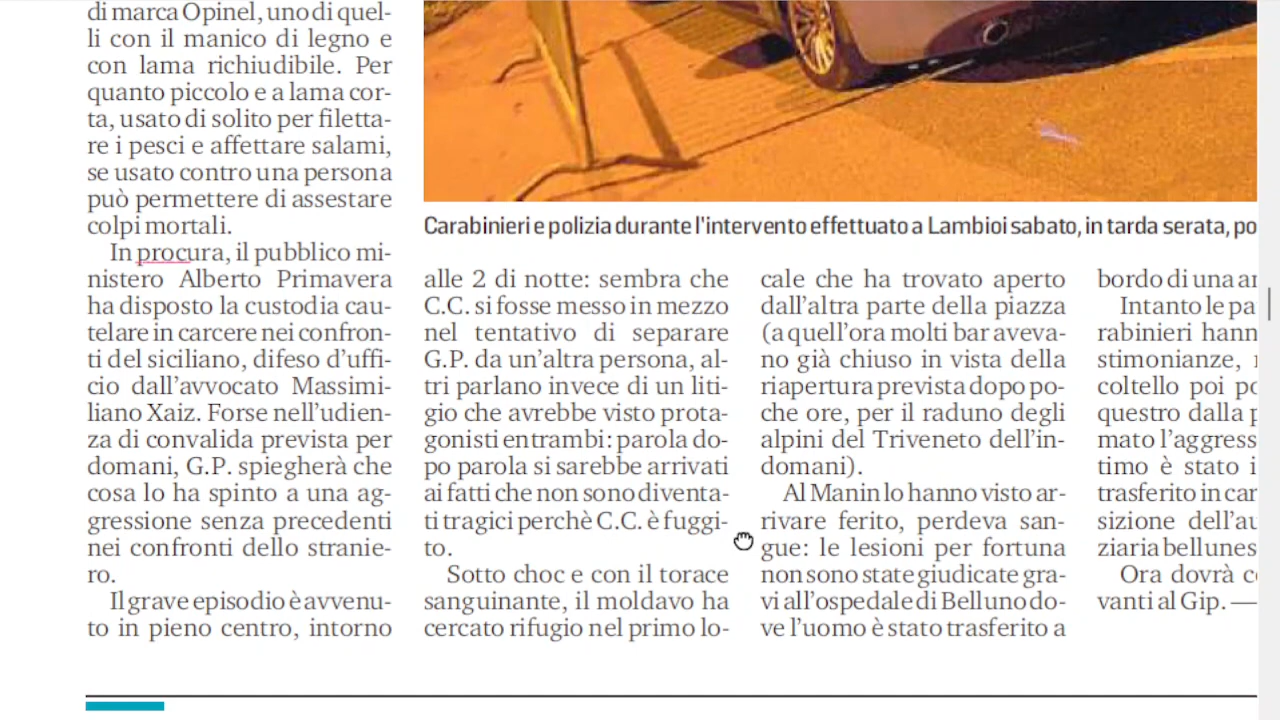 di marca Opinel, uno di quel-
li con il manico di legno e
con lama richiudibile. Per
quanto piccolo e a lama cor-
ta, usato di solito per filetta-
re i pesci e affettare salami,
se usato contro una persona
può permettere di assestare
colpi mortali.
In procura, il pubblico mi-
nistero Alberto Primavera
ha disposto la custodia cau-
telare in carcere nei confron-
ti del siciliano, difeso d'uffi-
cio dall'avvocato Massimi-
liano Xaiz. Forse nell'udien-
za di convalida prevista per
domani, G.P. spiegherà che
cosa lo ha spinto a una ag-
gressione senza precedenti
nei confronti dello stranie-
ro.
Il grave episodio è avvenu-
to in pieno centro, intorno
Carabinieri e polizia durante l'intervento effettuato a Lambioi sabato, in tarda serata, po
alle 2 di notte: sembra che
C.C. si fosse messo in mezzo
nel tentativo di separare
G.P. da un'altra persona, al-
tri parlano invece di un liti-
gio che avrebbe visto prota-
gonisti entrambi: parola do-
po parola si sarebbe arrivati
ai fatti che non sono diventa-
ti tragici perchè C.C. è fuggi-
to.
Sotto choc e con il torace
sanguinante, il moldavo ha
cercato rifugio nel primo lo-
cale che ha trovato aperto
dall'altra parte della piazza
(a quell'ora molti bar aveva-
no già chiuso in vista della
riapertura prevista dopo po-
che ore, per il raduno degli
alpini del Triveneto dell'in-
domani).
Al Manin lo hanno visto ar-
rivare ferito, perdeva san-
gue: le lesioni per fortuna
non sono state giudicate gra-
vi all'ospedale di Belluno do-
ve l'uomo è stato trasferito a
bordo di una a
Intanto le pa
rabinieri hann
stimonianze,
coltello poi po
questro dalla p
mato l'aggress
timo è stato i
trasferito in car
sizione dell'au
ziaria bellunes
Ora dovrà c
vanti al Gip. —